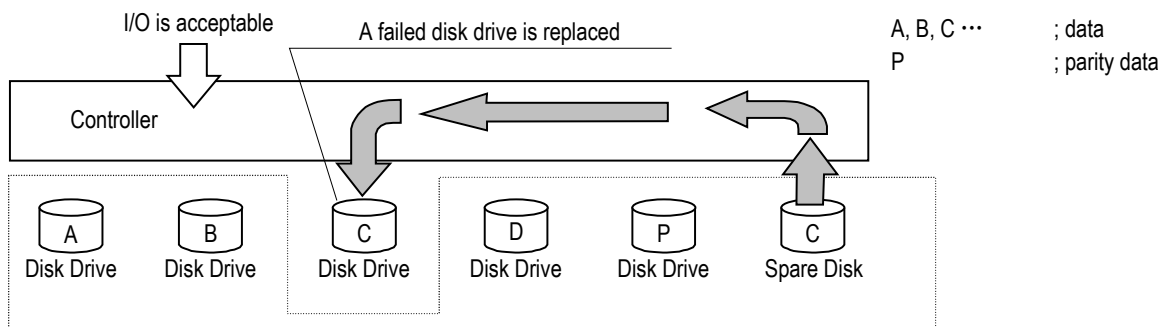 I/O is acceptable
A failed disk drive is replaced
A, B, C ⋯ ; data
P ; parity data
Controller
A B C D P C
Disk Drive Disk Drive Disk Drive Disk Drive Disk Drive Spare Disk